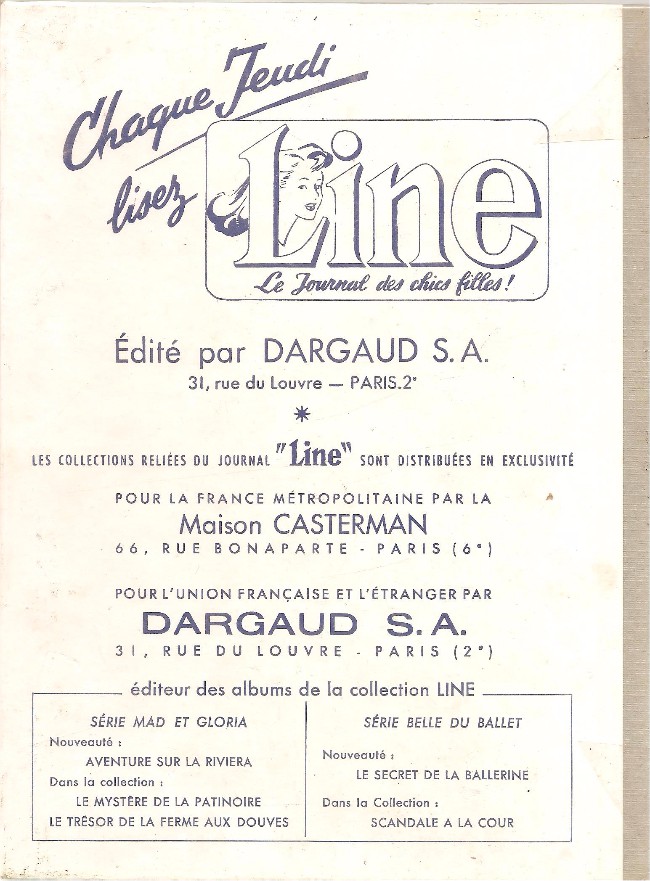 Chaque Jeudi
lisez
Line
Le Journal des chics filles !
Édité par DARGAUD S. A.
31, rue du Louvre — PARIS.2e
LES COLLECTIONS RELIÉES DU JOURNAL "Line" SONT DISTRIBUÉES EN EXCLUSIVITÉ
POUR LA FRANCE MÉTROPOLITAINE PAR LA
Maison CASTERMAN
66, RUE BONAPARTE - PARIS (6e)
POUR L'UNION FRANÇAISE ET L'ÉTRANGER PAR
DARGAUD S. A.
31, RUE DU LOUVRE - PARIS (2e)
éditeur des albums de la collection LINE
SÉRIE MAD ET GLORIA
Nouveauté :
AVENTURE SUR LA RIVIERA
Dans la collection :
LE MYSTÈRE DE LA PATINOIRE
LE TRÉSOR DE LA FERME AUX DOUVES
SÉRIE BELLE DU BALLET
Nouveauté :
LE SECRET DE LA BALLERINE
Dans la Collection :
SCANDALE A LA COUR